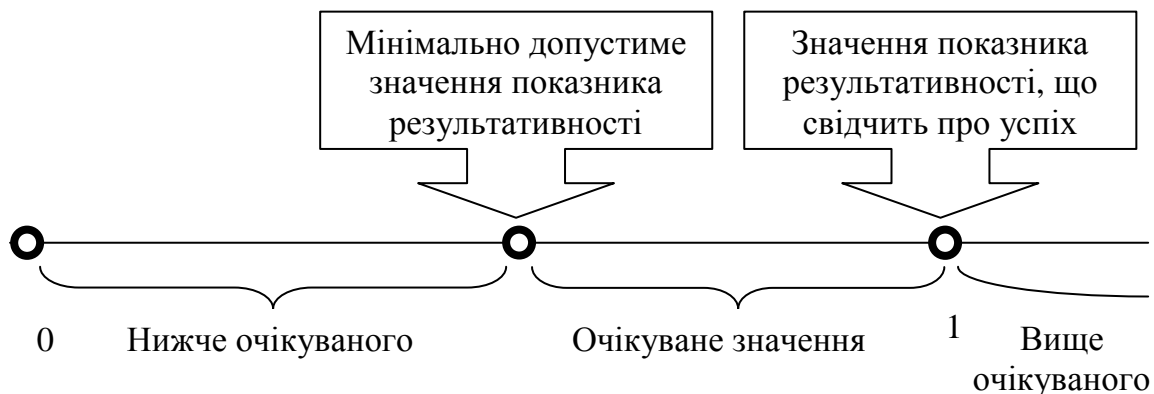 Мінімально допустиме
значення показника
результативності
Значення показника
результативності, що
свідчить про успіх
0
Нижче очікуваного
Очікуване значення
1
Вище
очікуваного